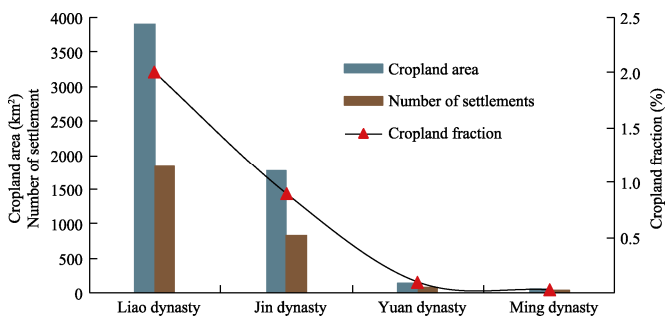 Cropland area (km²)
Number of settlement
4000
3500
3000
2500
2000
1500
1000
500
0
Cropland area
Number of settlements
Cropland fraction
2.5
2.0
1.5
1.0
0.5
Cropland fraction (%)
Liao dynasty
Jin dynasty
Yuan dynasty
Ming dynasty